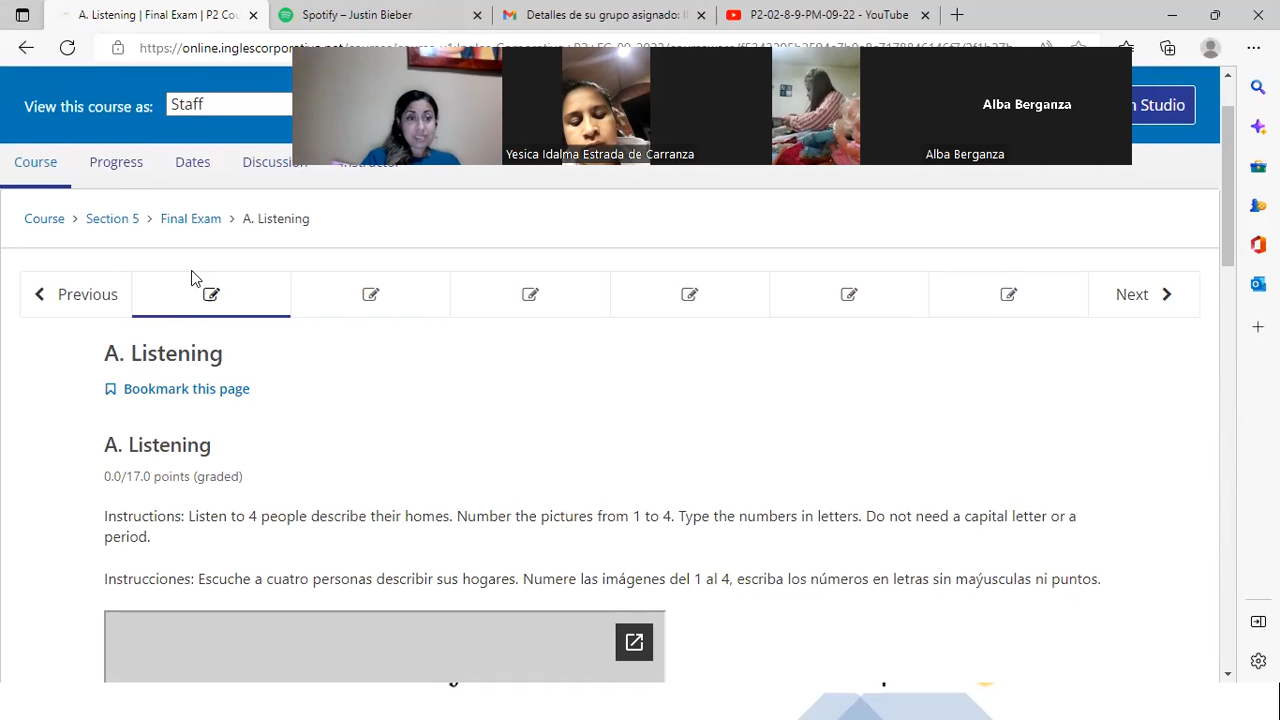 A. Listening | Final Exam | P2 Cou
Spotify – Justin Bieber
Detalles de su grupo asignado: I
P2-02-8-9-PM-09-22 - YouTube
View this course as:
Staff
Studio
Yesica Idalma Estrada de Carranza
Alba Berganza
Alba Berganza
Course
Progress
Dates
Course > Section 5 > Final Exam > A. Listening
Previous
Next
A. Listening
Bookmark this page
A. Listening
0.0/17.0 points (graded)
Instructions: Listen to 4 people describe their homes. Number the pictures from 1 to 4. Type the numbers in letters. Do not need a capital letter or a
period.
Instrucciones: Escuche a cuatro personas describir sus hogares. Numere las imágenes del 1 al 4, escriba los números en letras sin maýusculas ni puntos.